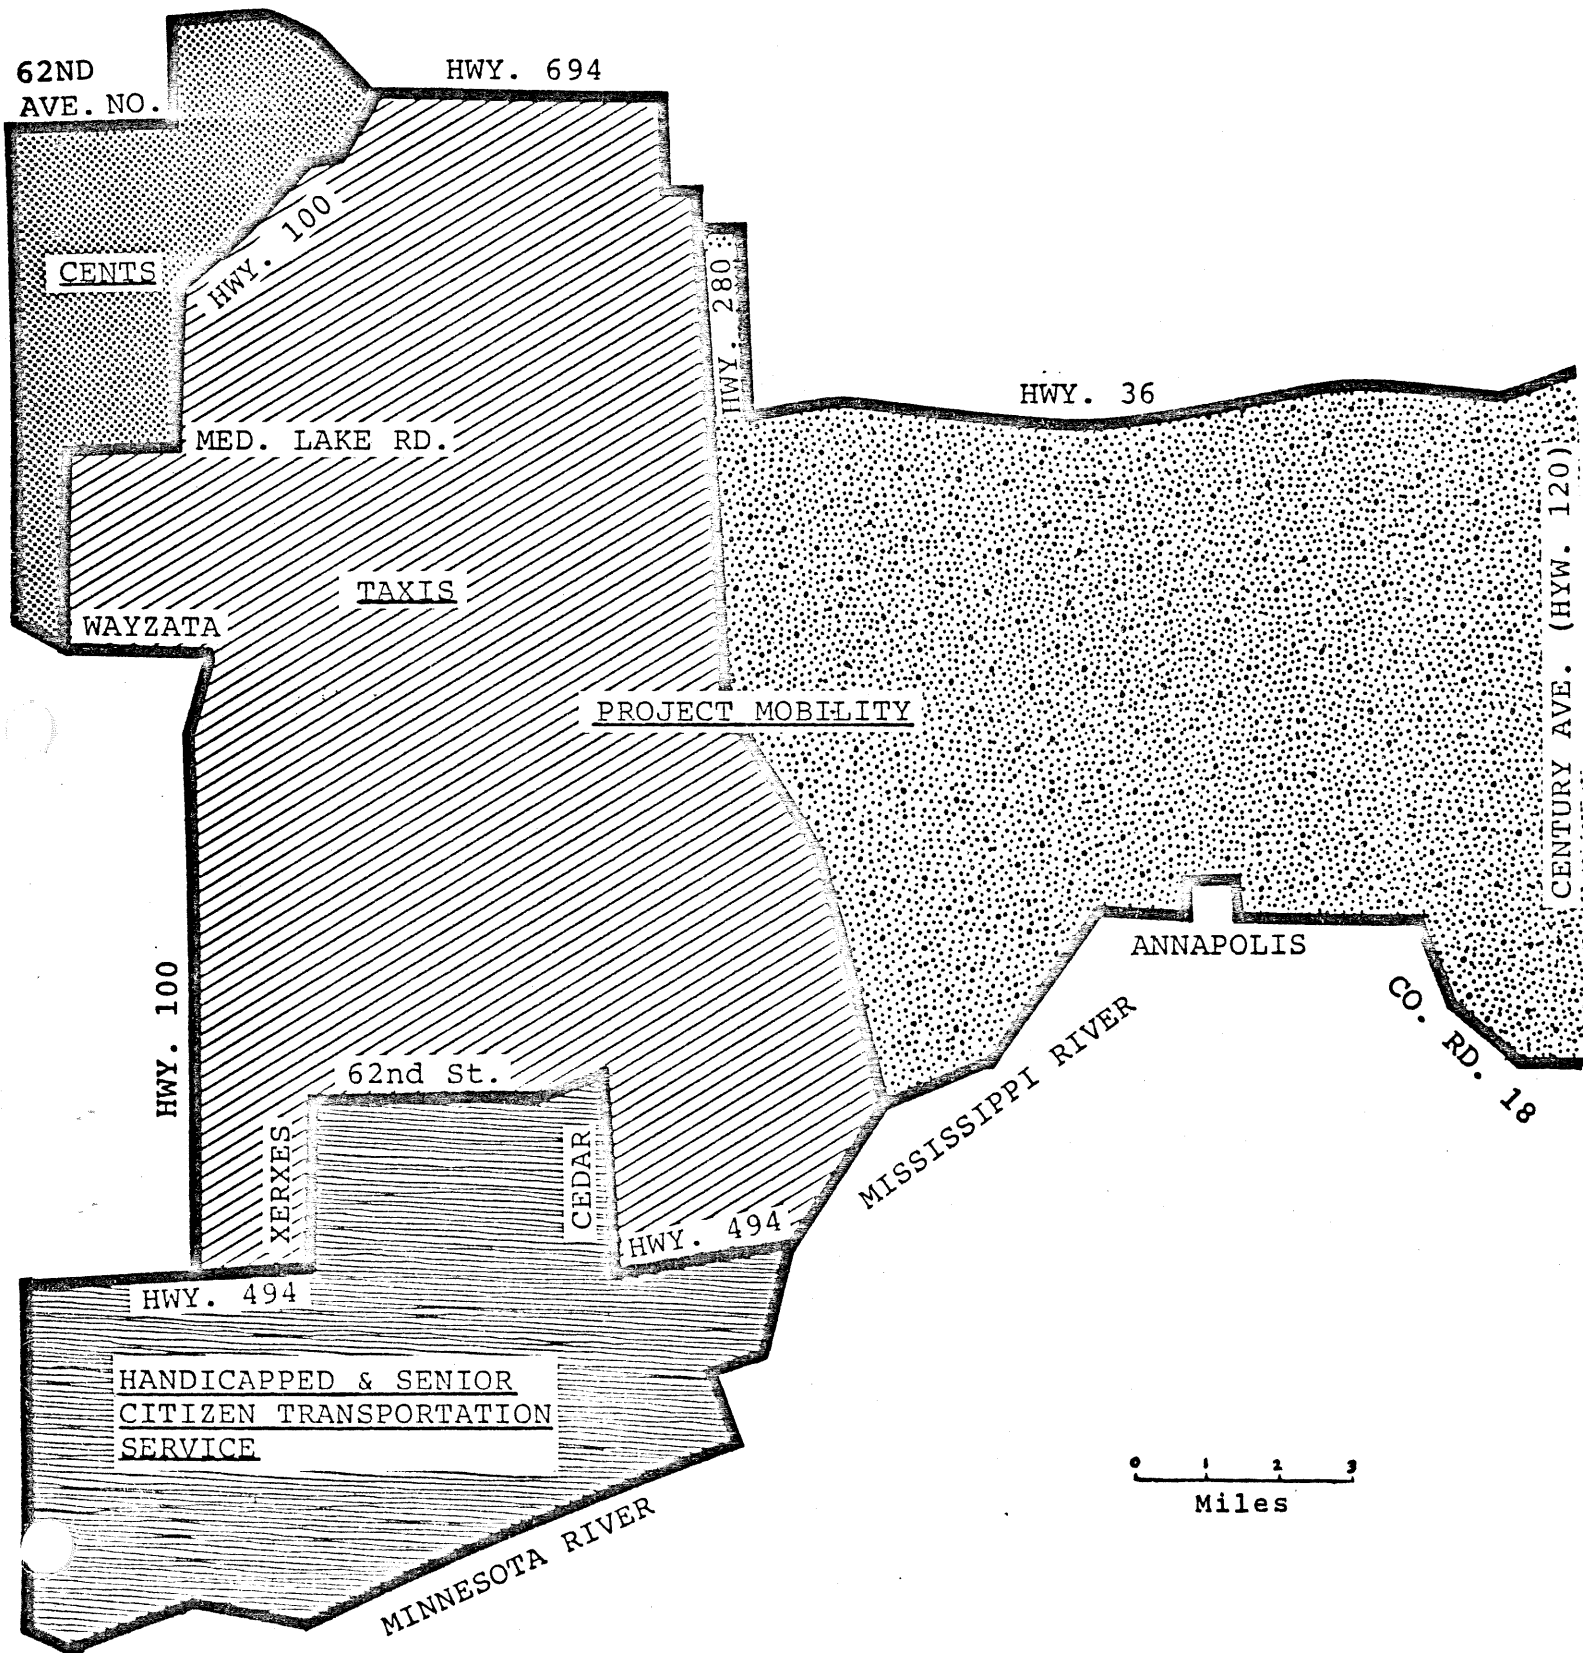 62ND
AVE. NO.
HWY. 694
HWY. 100
CENTS
HWY. 280
HWY. 36
MED. LAKE RD.
CENTURY AVE. (HYW. 120)
TAXIS
WAYZATA
PROJECT MOBILITY
HWY. 100
ANNAPOLIS
CO. RD. 18
MISSISSIPPI RIVER
62nd St.
XERXES
CEDAR
HWY. 494
HWY. 494
HANDICAPPED & SENIOR
CITIZEN TRANSPORTATION
SERVICE
MINNESOTA RIVER
0 1 2 3
Miles